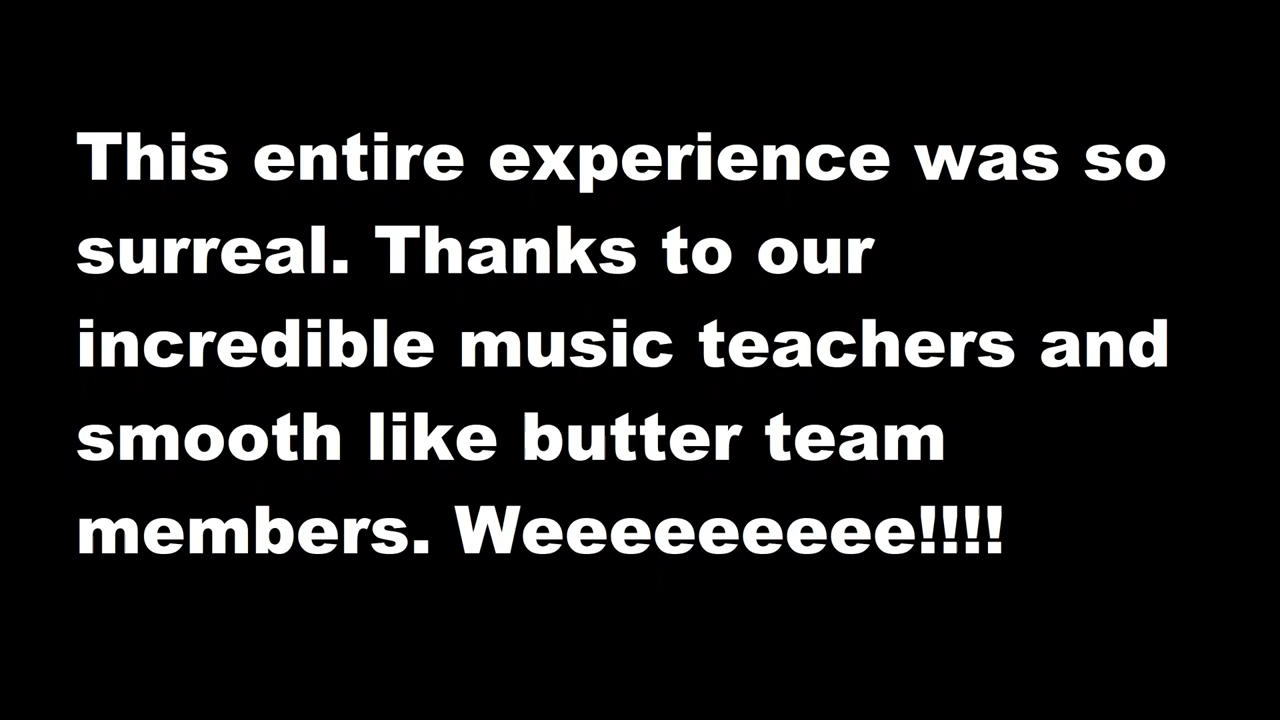 This entire experience was so
surreal. Thanks to our
incredible music teachers and
smooth like butter team
members. Weeeeeeeee!!!!